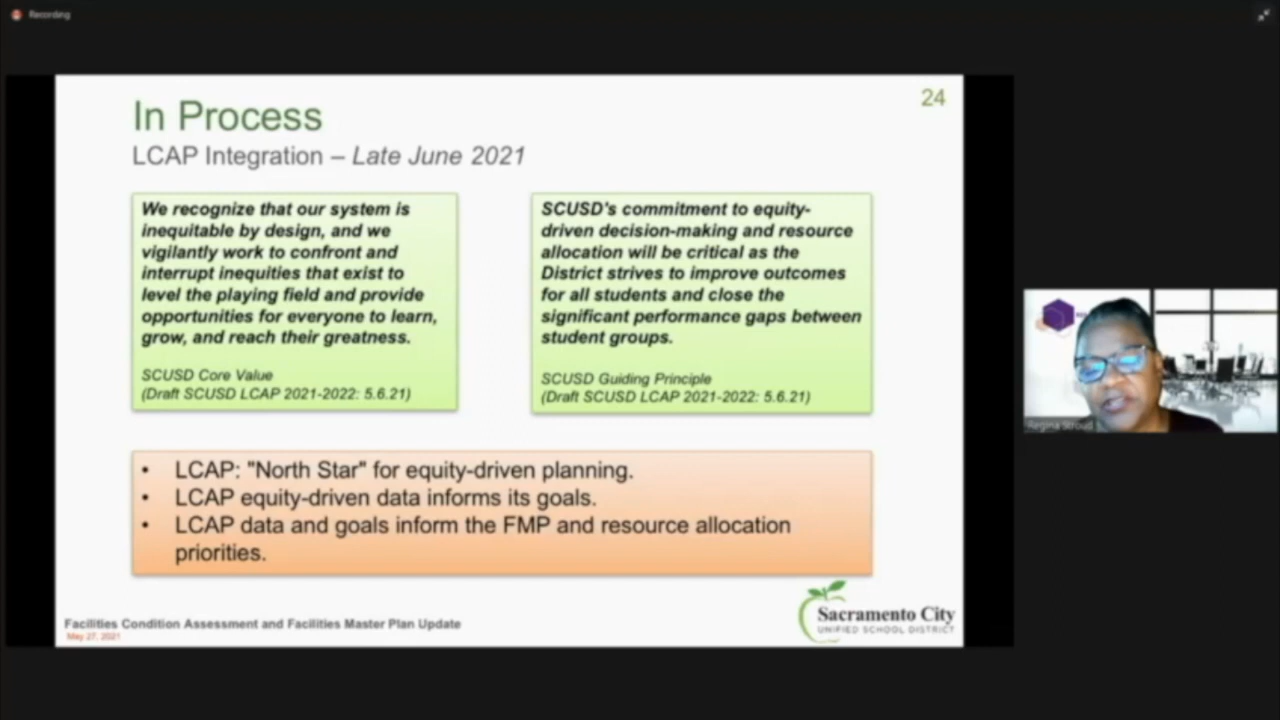 Recording
24
In Process
LCAP Integration – Late June 2021
We recognize that our system is
inequitable by design, and we
vigilantly work to confront and
interrupt inequities that exist to
level the playing field and provide
opportunities for everyone to learn,
grow, and reach their greatness.
SCUSD Core Value
(Draft SCUSD LCAP 2021-2022: 5.6.21)
SCUSD's commitment to equity-
driven decision-making and resource
allocation will be critical as the
District strives to improve outcomes
for all students and close the
significant performance gaps between
student groups.
SCUSD Guiding Principle
(Draft SCUSD LCAP 2021-2022: 5.6.21)
• LCAP: "North Star" for equity-driven planning.
• LCAP equity-driven data informs its goals.
• LCAP data and goals inform the FMP and resource allocation
priorities.
Facilities Condition Assessment and Facilities Master Plan Update
May 27, 2021
Sacramento City
UNIFIED SCHOOL DISTRICT
Regina